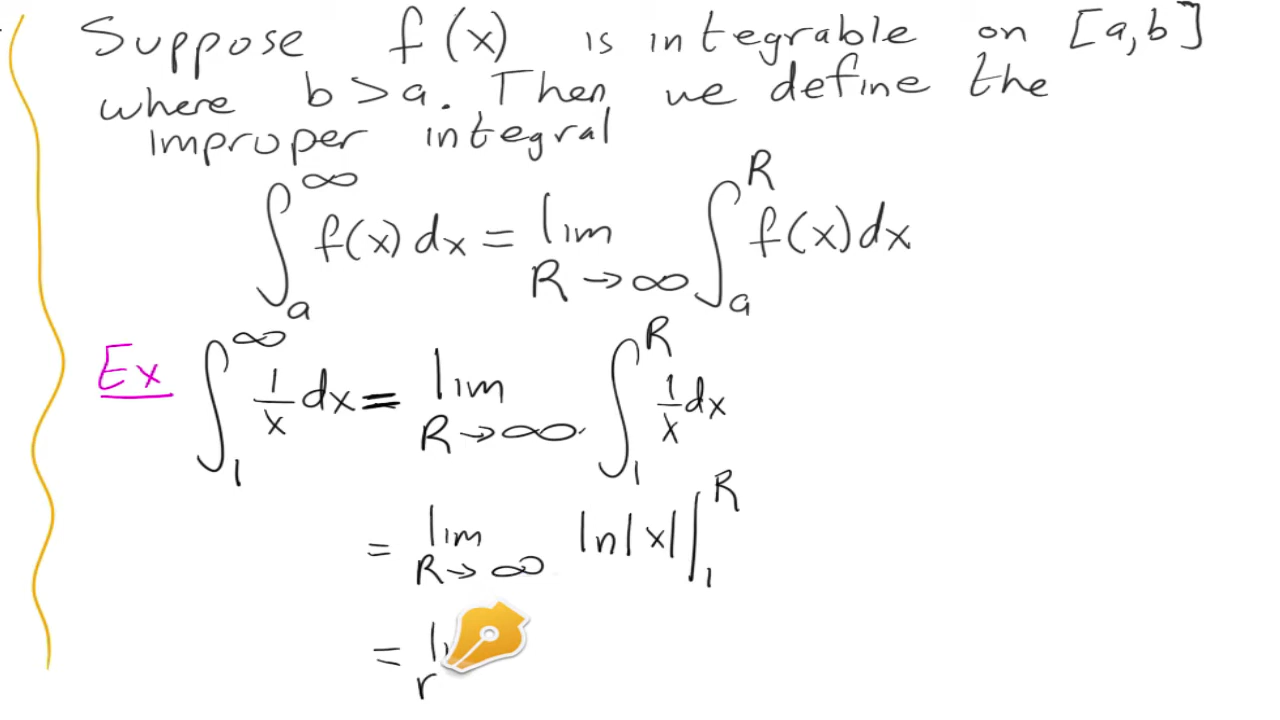 Suppose f(x) is integrable on [a,b]
where b>a. Then we define the
improper integral
∫_a^∞ f(x) dx = lim_{R→∞} ∫_a^R f(x)dx
Ex ∫_1^∞ 1/x dx = lim_{R→∞} ∫_1^R 1/x dx
= lim_{R→∞} ln|x| |_1^R
= li
r